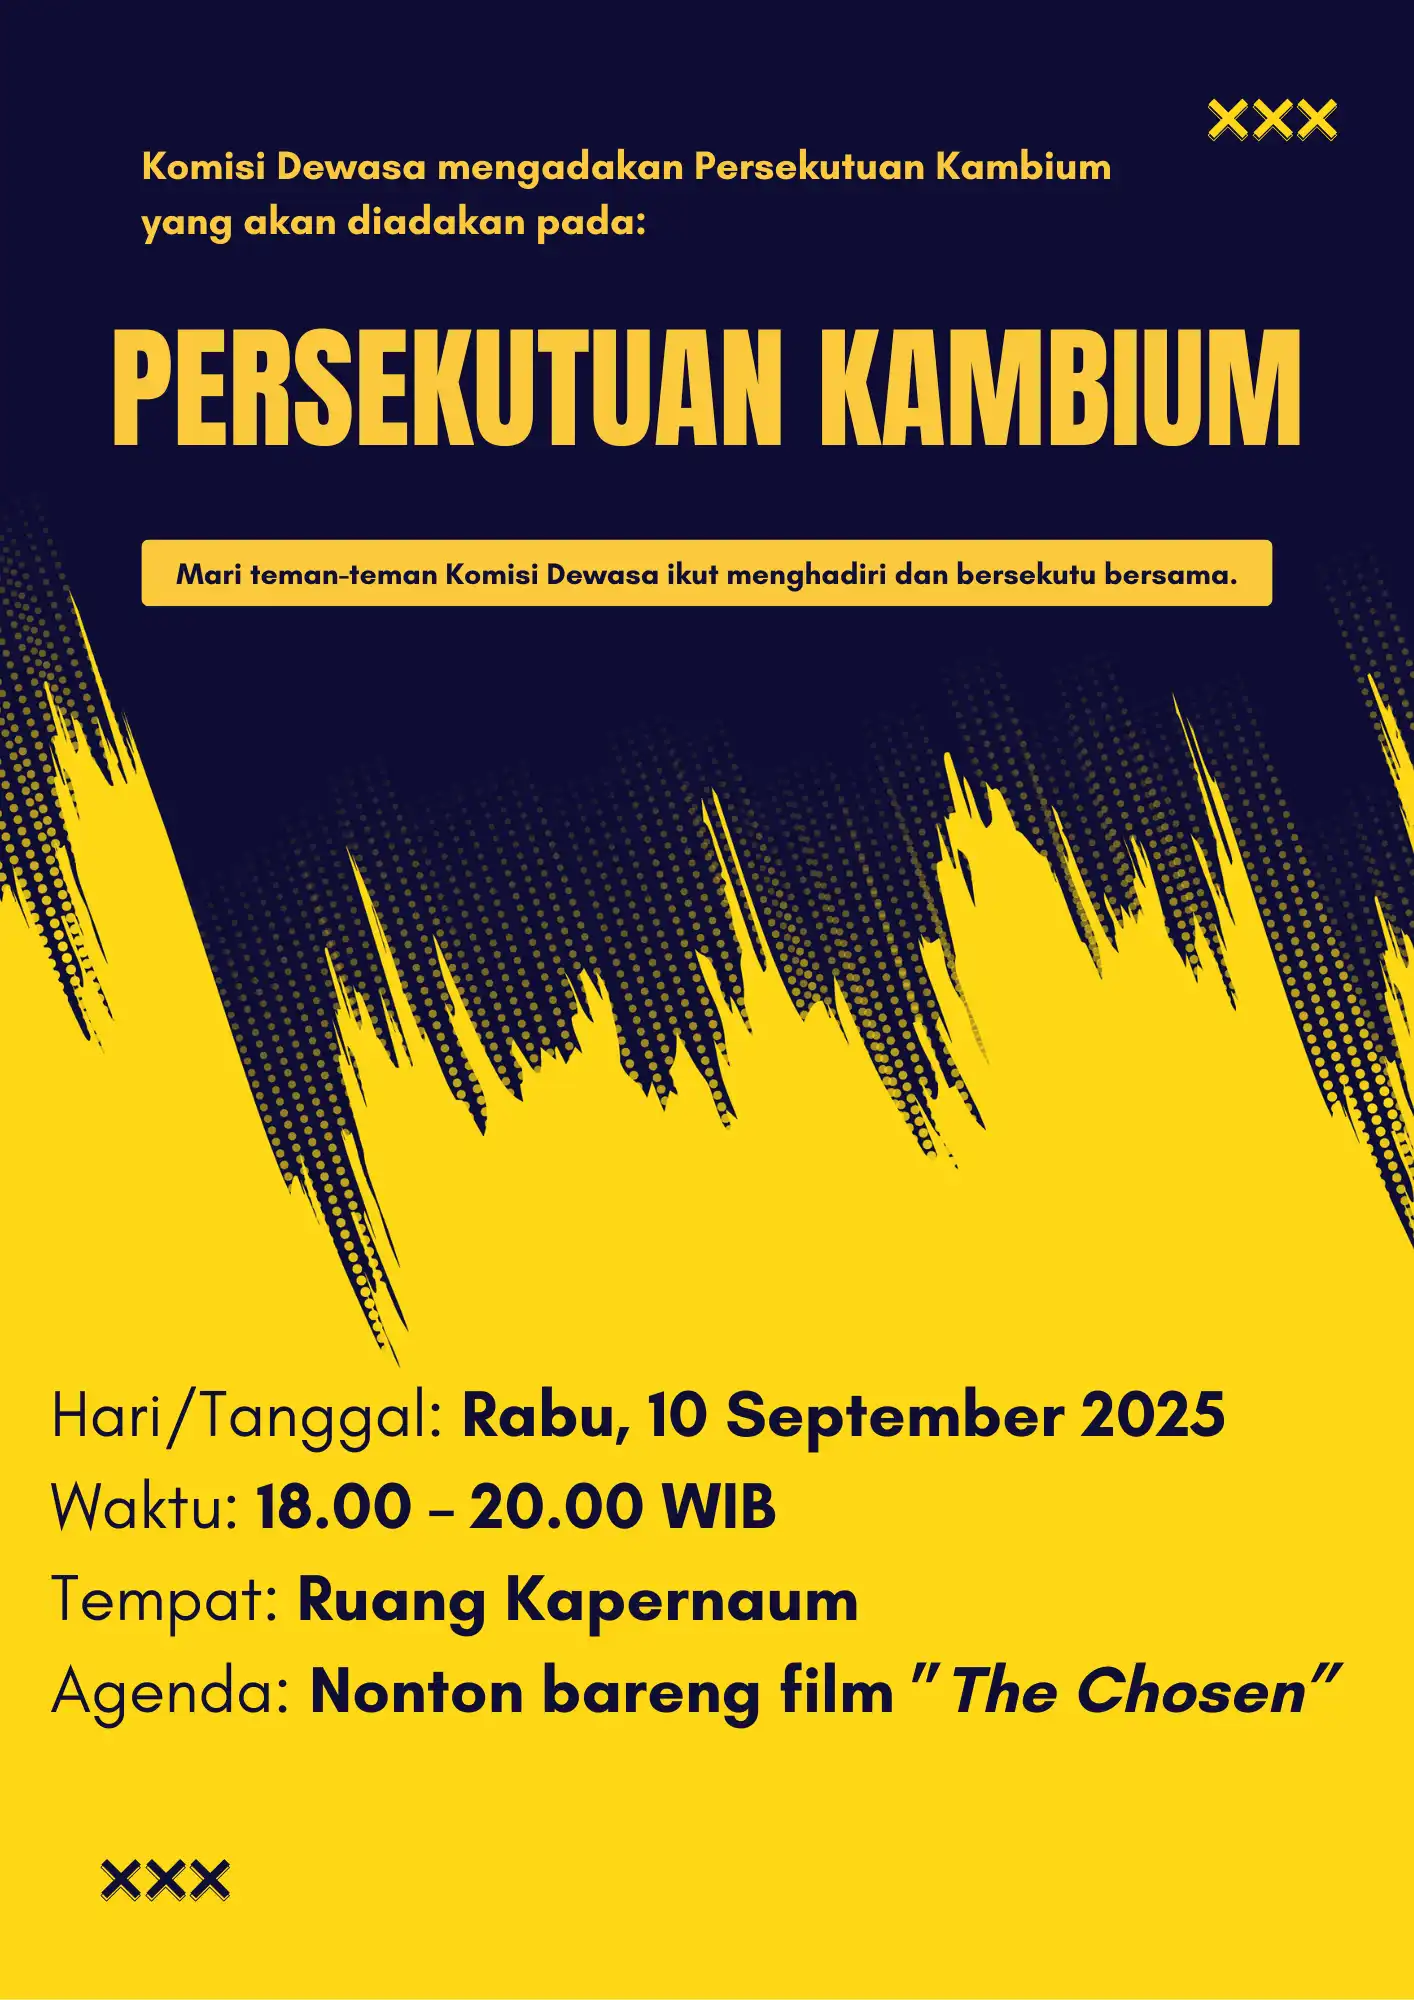 Komisi Dewasa mengadakan Persekutuan Kambium
yang akan diadakan pada:
PERSEKUTUAN KAMBIUM
Mari teman-teman Komisi Dewasa ikut menghadiri dan bersekutu bersama.
Hari/Tanggal: Rabu, 10 September 2025
Waktu: 18.00 – 20.00 WIB
Tempat: Ruang Kapernaum
Agenda: Nonton bareng film "The Chosen"